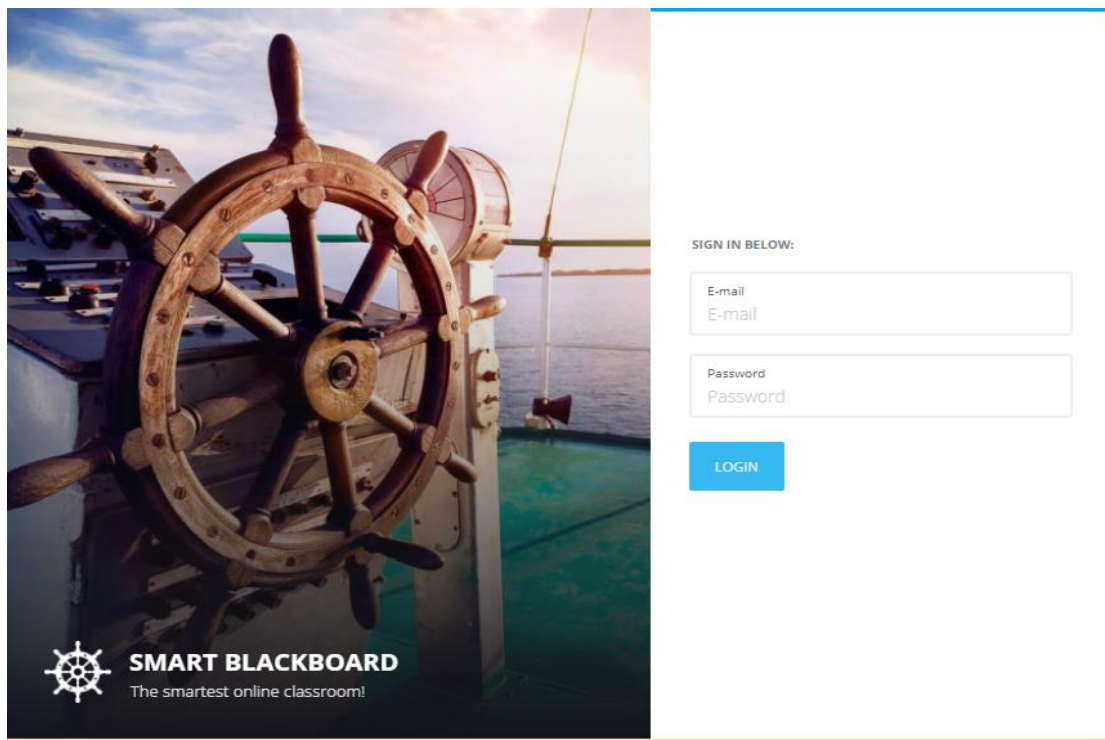 SIGN IN BELOW:
E-mail
E-mail
Password
Password
LOGIN
SMART BLACKBOARD
The smartest online classroom!